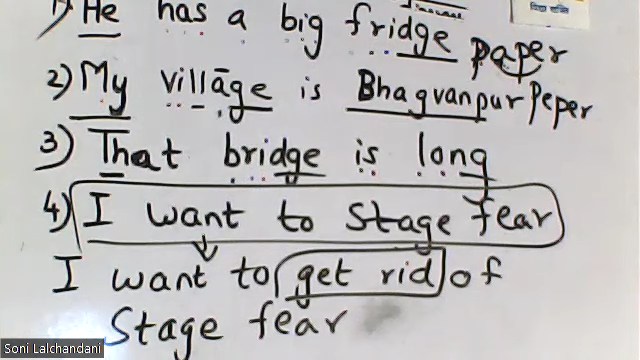 1) He has a big fridge paper
2) My village is Bhagvanpur Peper
3) That bridge is long
4) I want to stage fear
I want to get rid of
Stage fear
Soni Lalchandani